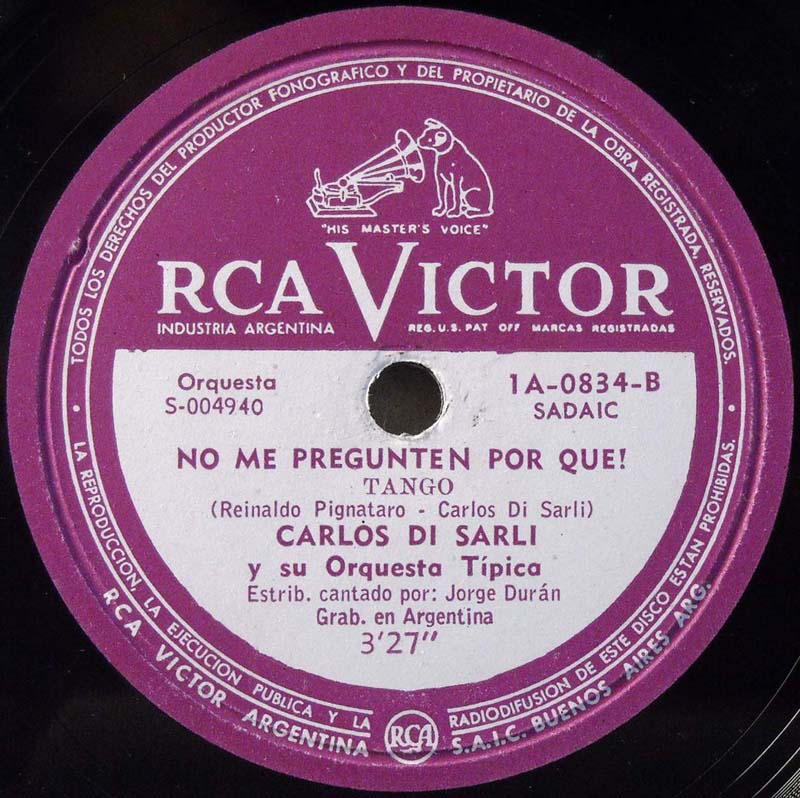 TODOS LOS DERECHOS DEL PRODUCTOR FONOGRAFICO Y DEL PROPIETARIO DE LA OBRA REGISTRADA, RESERVADOS.
"HIS MASTER'S VOICE"
RCA VICTOR
INDUSTRIA ARGENTINA
REG. U.S. PAT OFF MARCAS REGISTRADAS
Orquesta
S-004940
1A-0834-B
SADAIC
NO ME PREGUNTEN POR QUE!
TANGO
(Reinaldo Pignataro - Carlos Di Sarli)
CARLOS DI SARLI
y su Orquesta Típica
Estrib. cantado por: Jorge Durán
Grab. en Argentina
3'27"
LA REPRODUCCION, LA EJECUCION PUBLICA Y LA RADIODIFUSION DE ESTE DISCO ESTAN PROHIBIDAS.
RCA VICTOR ARGENTINA RCA S.A.I.C. BUENOS AIRES ARG.